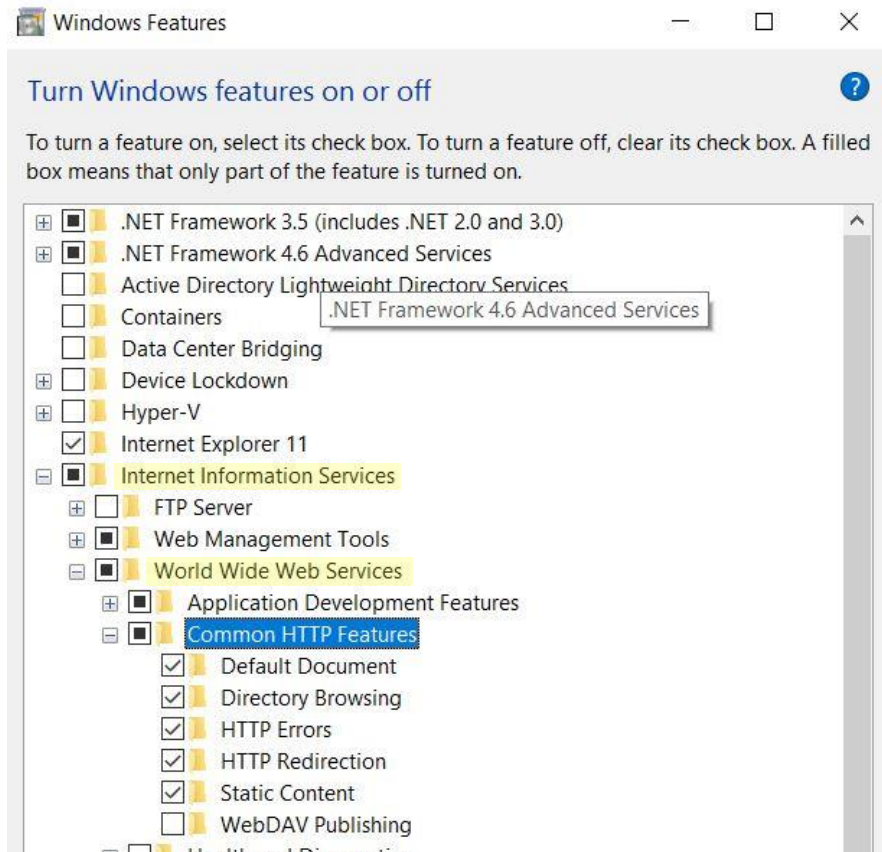 Windows Features
Turn Windows features on or off
?
To turn a feature on, select its check box. To turn a feature off, clear its check box. A filled
box means that only part of the feature is turned on.
.NET Framework 3.5 (includes .NET 2.0 and 3.0)
.NET Framework 4.6 Advanced Services
Active Directory Lightweight Directory Services
.NET Framework 4.6 Advanced Services
Containers
Data Center Bridging
Device Lockdown
Hyper-V
Internet Explorer 11
Internet Information Services
FTP Server
Web Management Tools
World Wide Web Services
Application Development Features
Common HTTP Features
Default Document
Directory Browsing
HTTP Errors
HTTP Redirection
Static Content
WebDAV Publishing